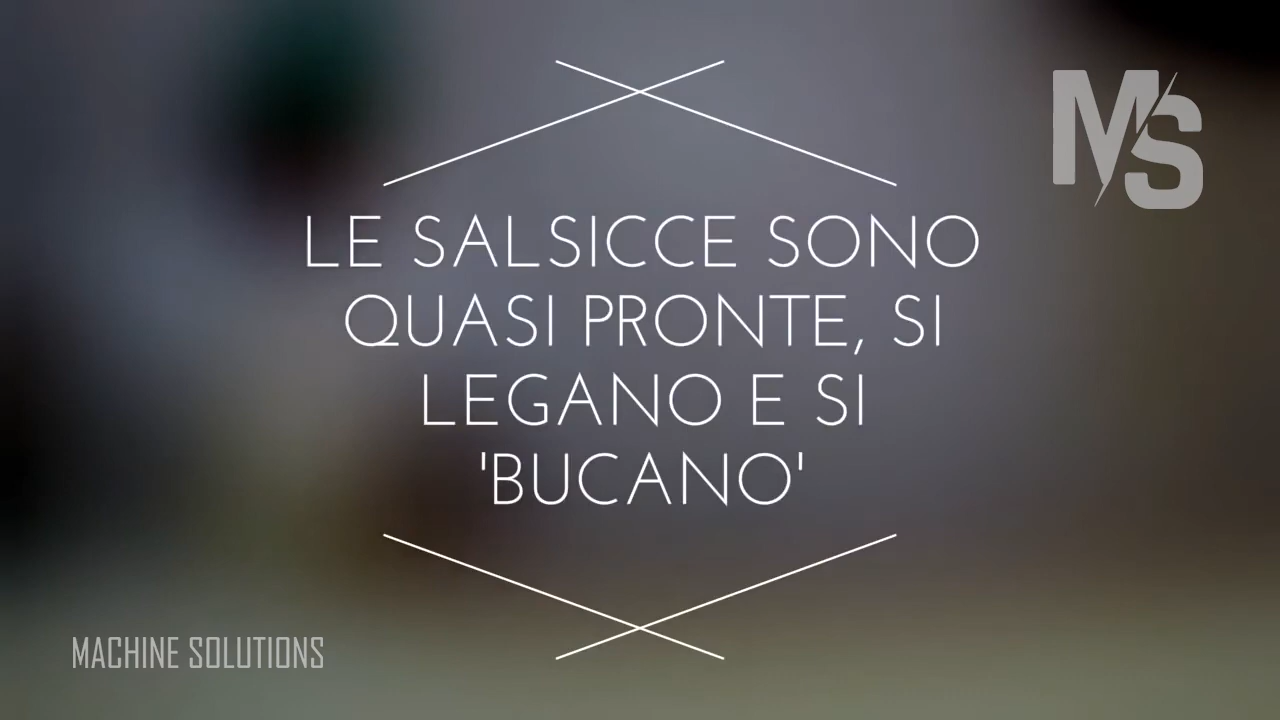 MS
LE SALSICCE SONO
QUASI PRONTE, SI
LEGANO E SI
'BUCANO'
MACHINE SOLUTIONS